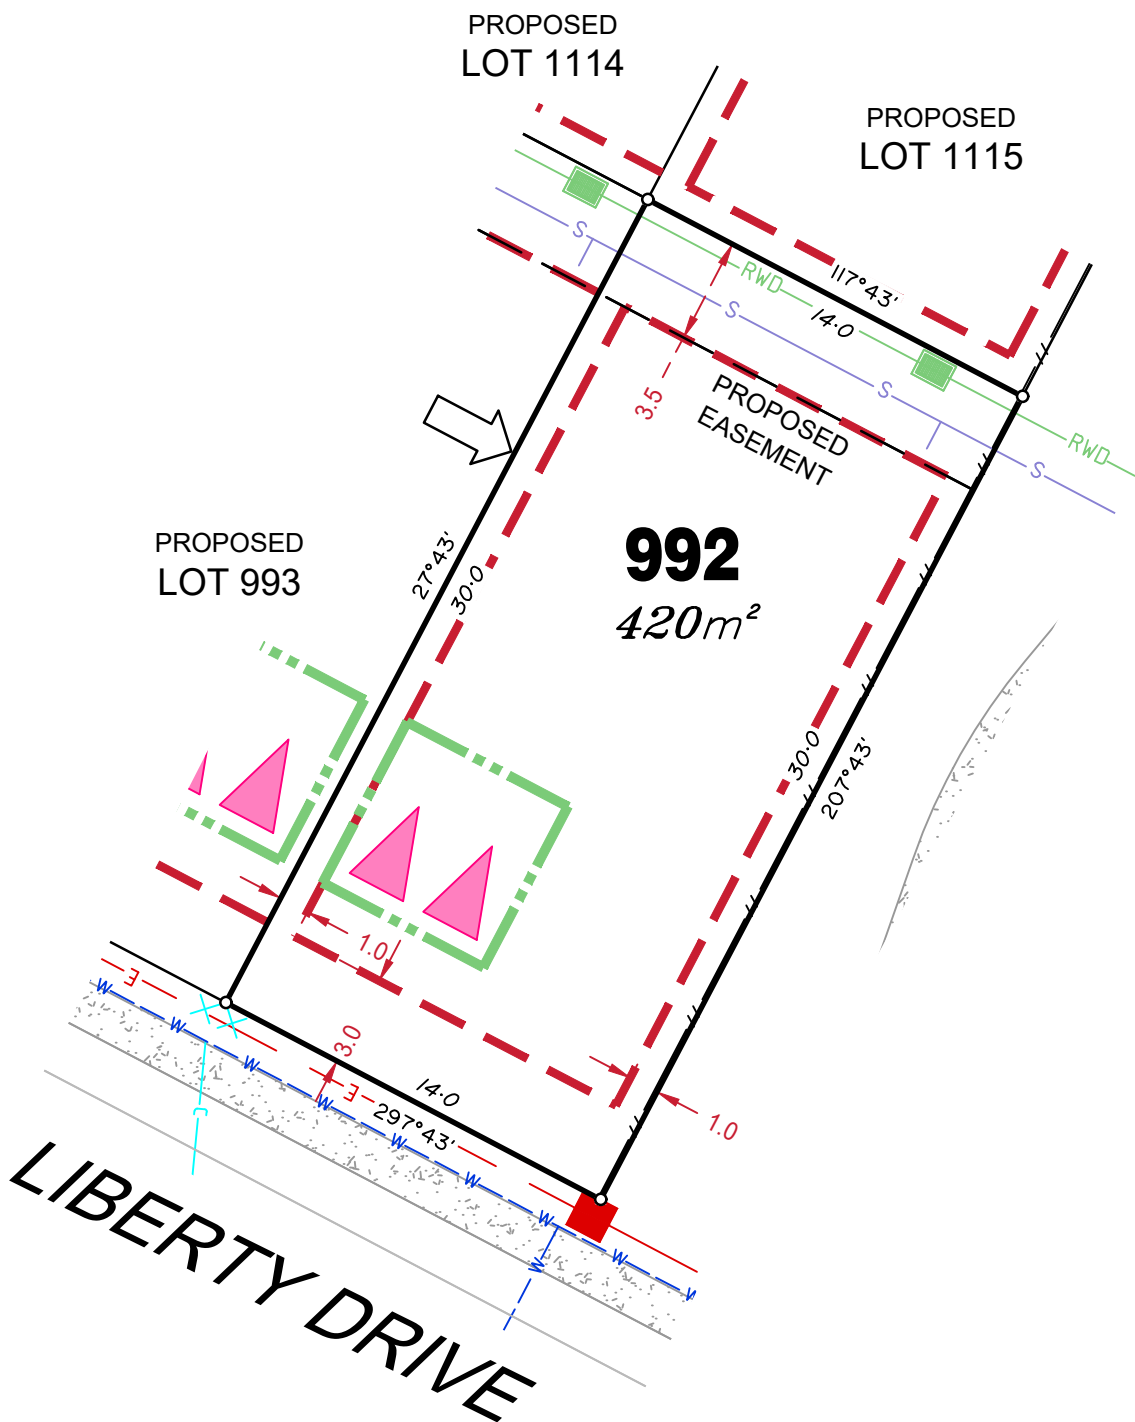 PROPOSED
LOT 1114
PROPOSED
LOT 1115
S
RWD
117°43'
14·0
S
3.5
PROPOSED
EASEMENT
S
RWD
S
27°43'
30·0
992
420m²
PROPOSED
LOT 993
30·0
207°43'
1.0
E
W
W
3.0
W
E
W
14·0
297°43'
W
1.0
C
W
W
W
W
W
LIBERTY DRIVE